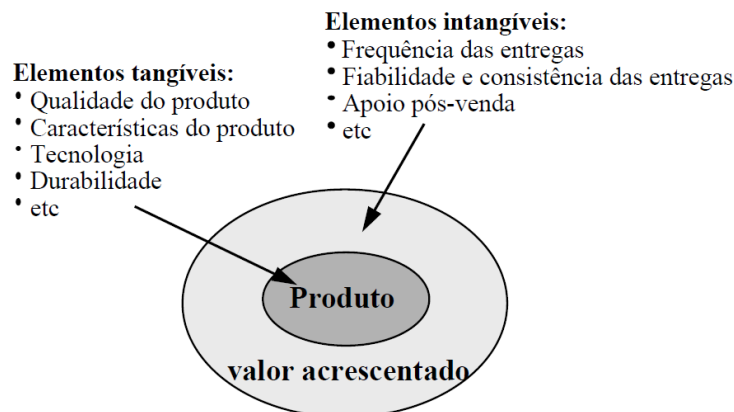 Elementos intangíveis:
• Frequência das entregas
• Fiabilidade e consistência das entregas
• Apoio pós-venda
• etc
Elementos tangíveis:
• Qualidade do produto
• Características do produto
• Tecnologia
• Durabilidade
• etc
Produto
valor acrescentado